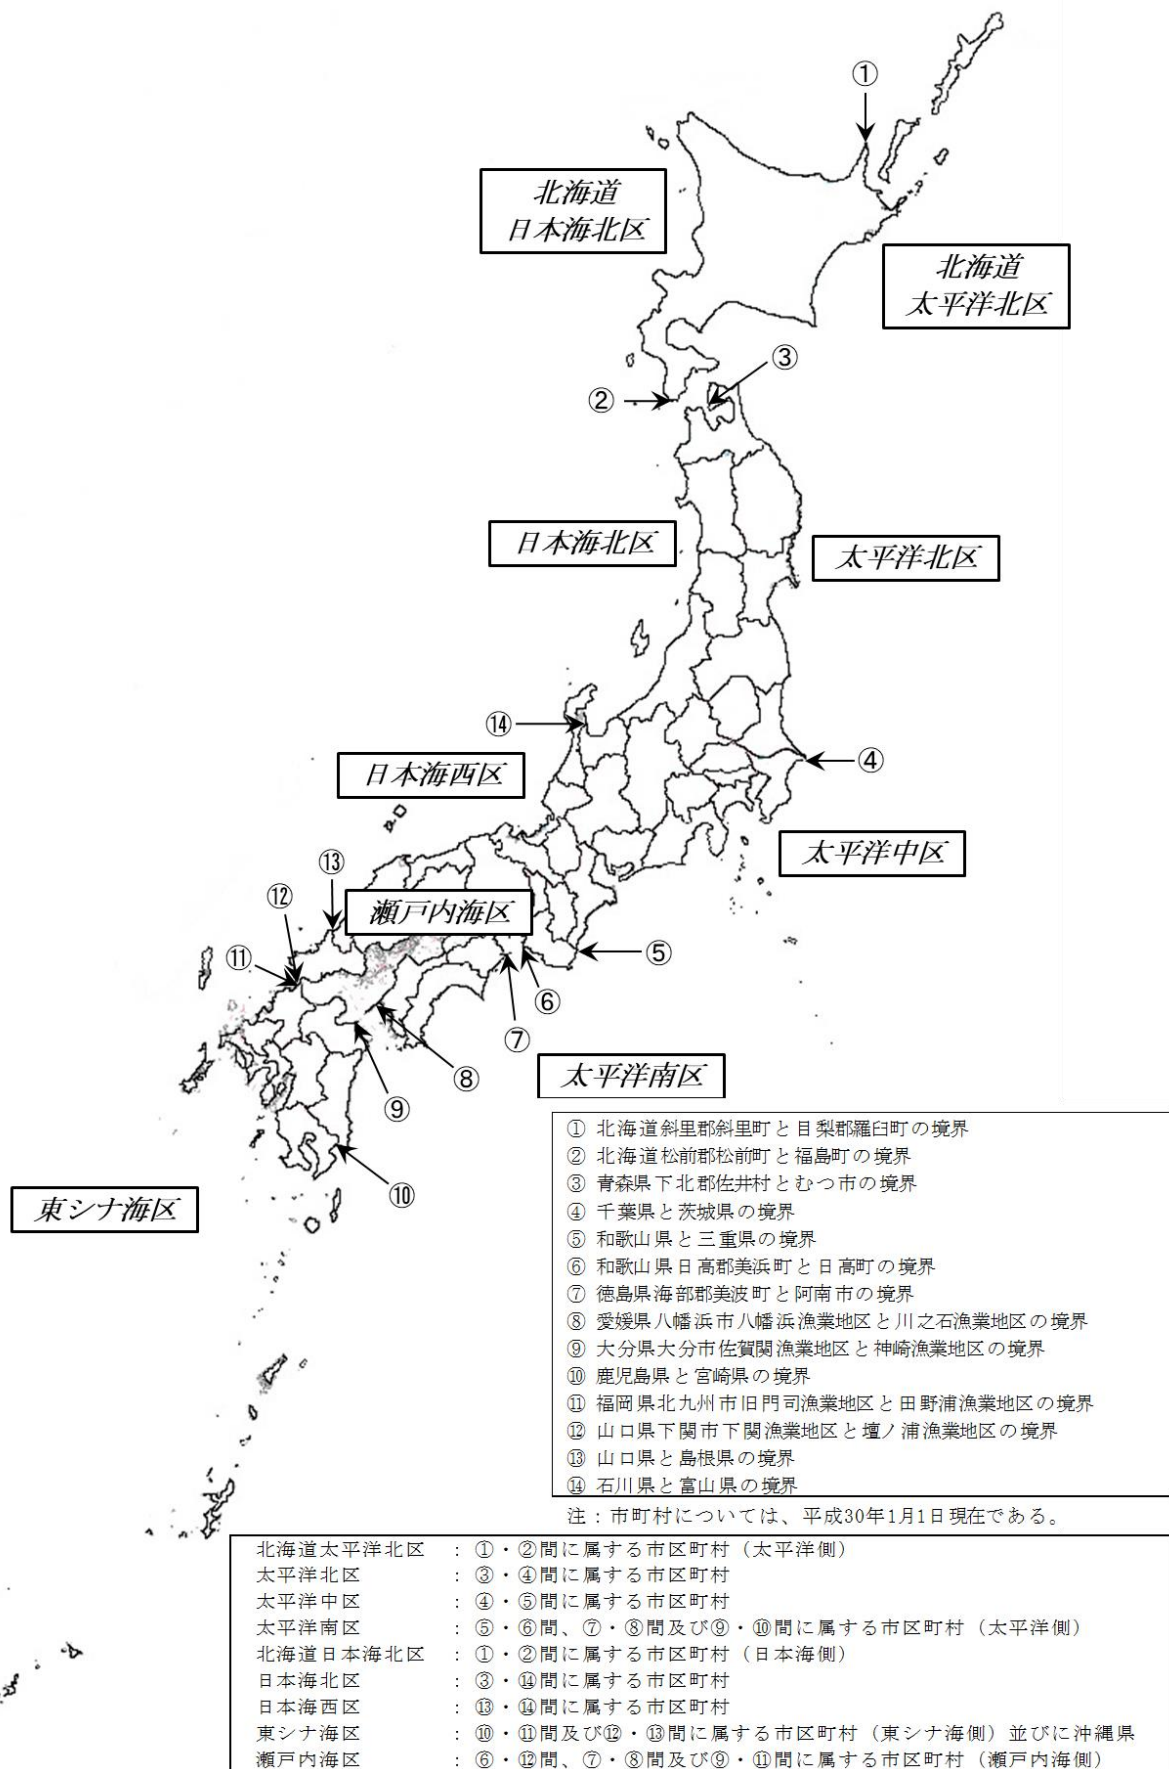 ①
北海道
日本海北区
北海道
太平洋北区
③
②
日本海北区
太平洋北区
⑭
④
日本海西区
太平洋中区
⑬
⑫
瀬戸内海区
⑪
⑤
⑥
⑦
⑧
太平洋南区
⑨
⑩
東シナ海区
① 北海道斜里郡斜里町と目梨郡羅臼町の境界
② 北海道松前郡松前町と福島町の境界
③ 青森県下北郡佐井村とむつ市の境界
④ 千葉県と茨城県の境界
⑤ 和歌山県と三重県の境界
⑥ 和歌山県日高郡美浜町と日高町の境界
⑦ 徳島県海部郡美波町と阿南市の境界
⑧ 愛媛県八幡浜市八幡浜漁業地区と川之石漁業地区の境界
⑨ 大分県大分市佐賀関漁業地区と神崎漁業地区の境界
⑩ 鹿児島県と宮崎県の境界
⑪ 福岡県北九州市旧門司漁業地区と田野浦漁業地区の境界
⑫ 山口県下関市下関漁業地区と壇ノ浦漁業地区の境界
⑬ 山口県と島根県の境界
⑭ 石川県と富山県の境界
注：市町村については、平成30年1月1日現在である。
北海道太平洋北区 ：①・②間に属する市区町村（太平洋側）
太平洋北区 ：③・④間に属する市区町村
太平洋中区 ：④・⑤間に属する市区町村
太平洋南区 ：⑤・⑥間、⑦・⑧間及び⑨・⑩間に属する市区町村（太平洋側）
北海道日本海北区 ：①・②間に属する市区町村（日本海側）
日本海北区 ：③・⑭間に属する市区町村
日本海西区 ：⑬・⑭間に属する市区町村
東シナ海区 ：⑩・⑪間及び⑫・⑬間に属する市区町村（東シナ海側）並びに沖縄県
瀬戸内海区 ：⑥・⑫間、⑦・⑧間及び⑨・⑪間に属する市区町村（瀬戸内海側）